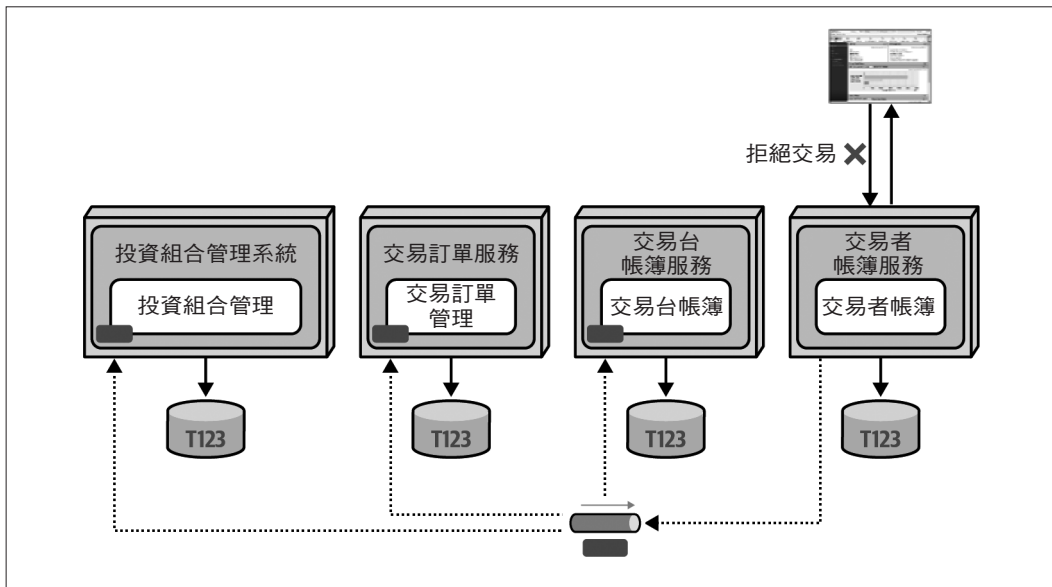 拒絕交易
投資組合管理系統
投資組合管理
交易訂單服務
交易訂單
管理
交易台
帳簿服務
交易台帳簿
交易者
帳簿服務
交易者帳簿
T123
T123
T123
T123